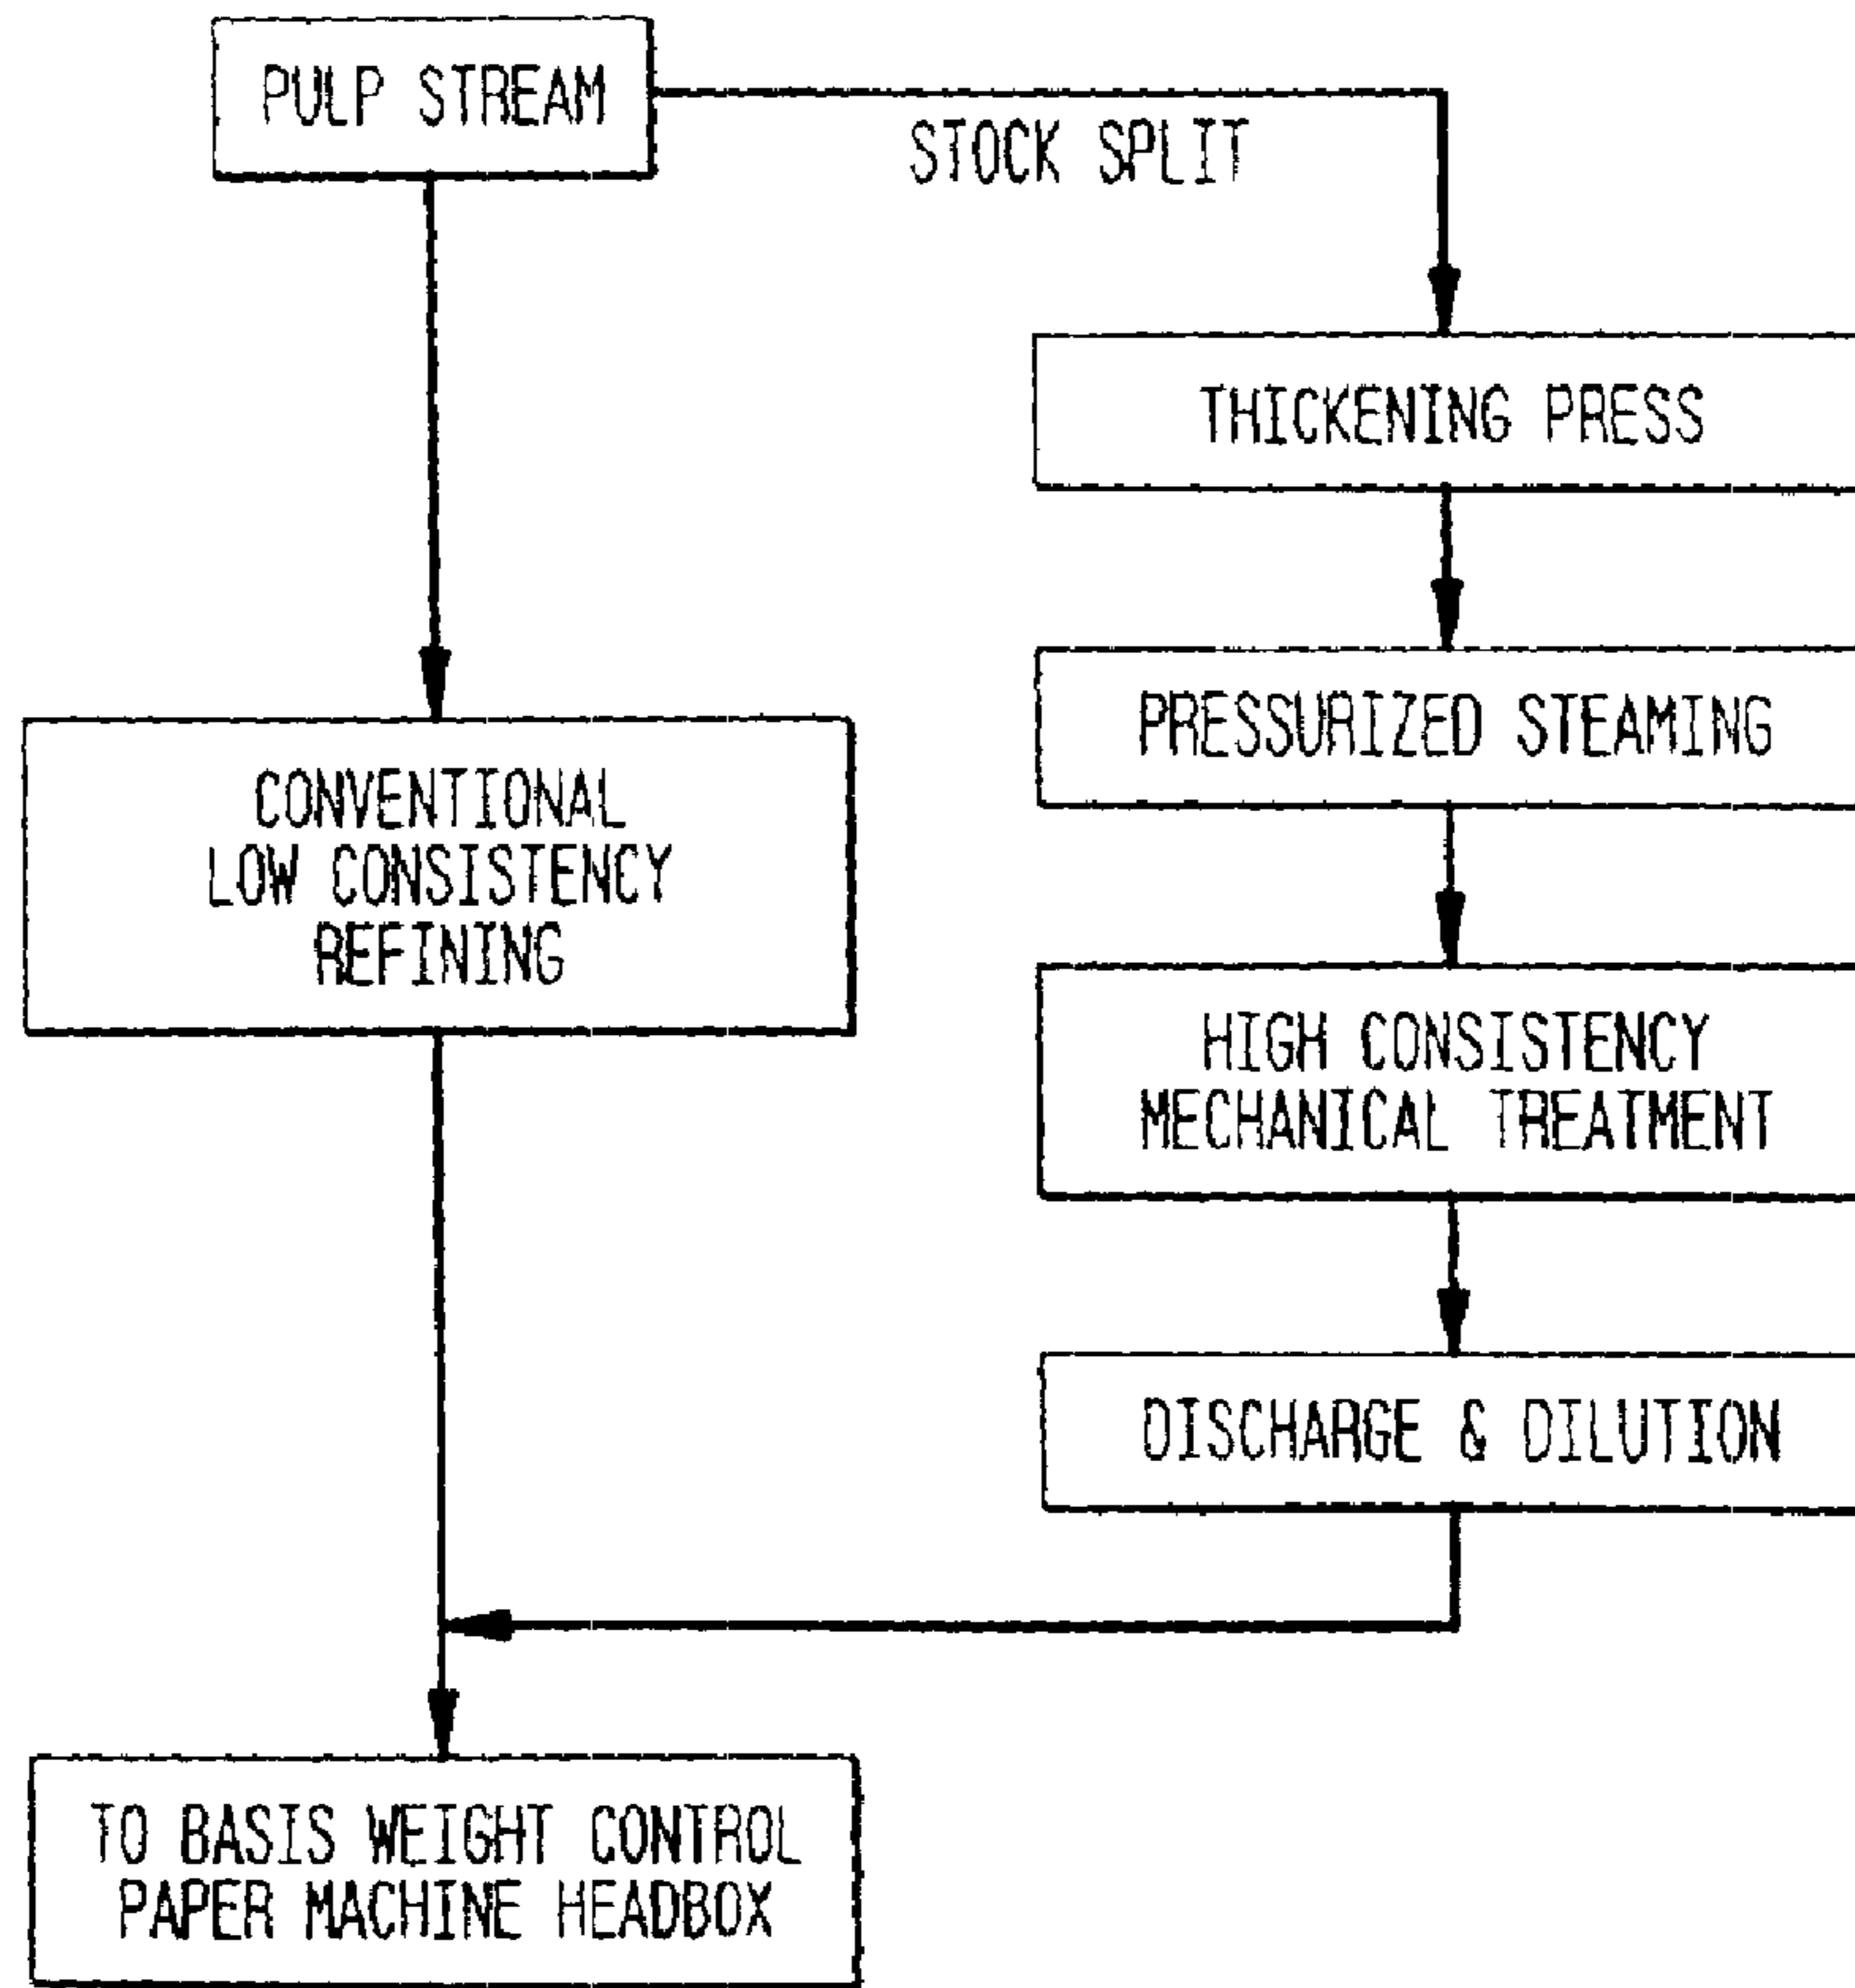 PULP STREAM
STOCK SPLIT
THICKENING PRESS
PRESSURIZED STEAMING
CONVENTIONAL
LOW CONSISTENCY
REFINING
HIGH CONSISTENCY
MECHANICAL TREATMENT
DISCHARGE & DILUTION
TO BASIS WEIGHT CONTROL
PAPER MACHINE HEADBOX